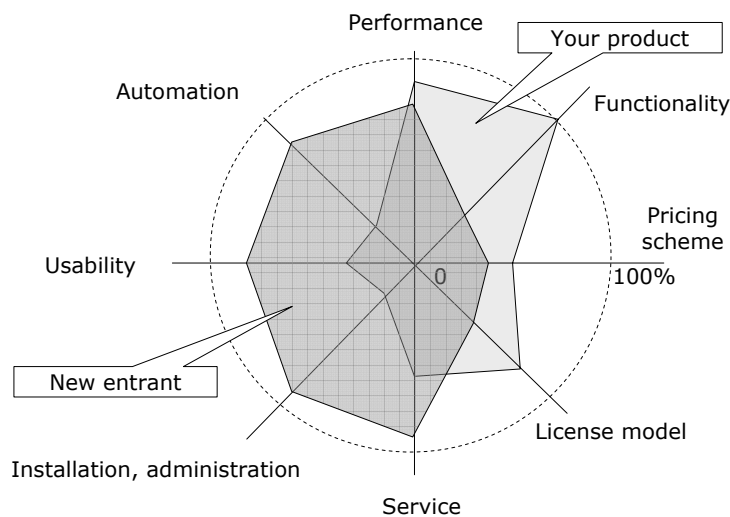 Performance
Your product
Automation
Functionality
Pricing
scheme
Usability
0
100%
New entrant
License model
Installation, administration
Service